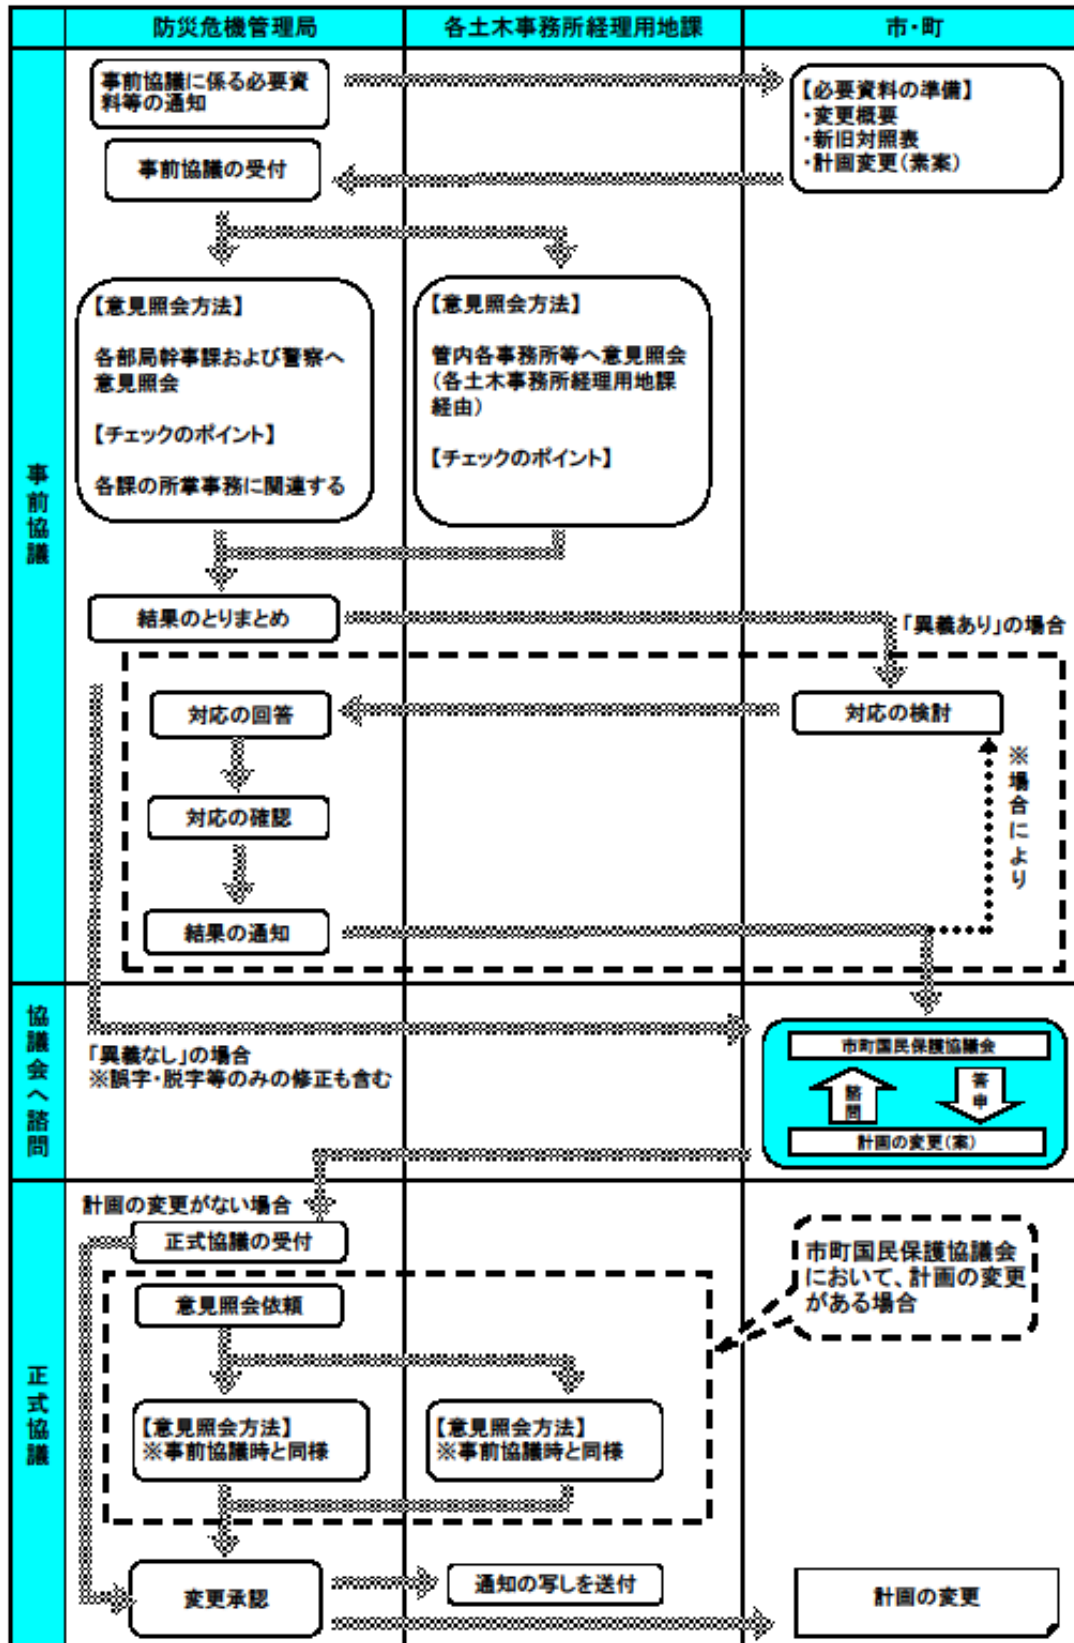 防災危機管理局
各土木事務所経理用地課
市・町
事前協議
事前協議に係る必要資
料等の通知
【必要資料の準備】
・変更概要
・新旧対照表
・計画変更(素案)
事前協議の受付
【意見照会方法】
各部局幹事課および警察へ
意見照会
【チェックのポイント】
各課の所掌事務に関連する
【意見照会方法】
管内各事務所等へ意見照会
(各土木事務所経理用地課
経由)
【チェックのポイント】
結果のとりまとめ
「異義あり」の場合
対応の回答
対応の検討
対応の確認
※場合により
結果の通知
協議会へ諮問
「異義なし」の場合
※誤字・脱字等のみの修正も含む
市町国民保護協議会
諮問
答申
計画の変更(案)
正式協議
計画の変更がない場合
正式協議の受付
市町国民保護協議会
において、計画の変更
がある場合
意見照会依頼
【意見照会方法】
※事前協議時と同様
【意見照会方法】
※事前協議時と同様
変更承認
通知の写しを送付
計画の変更